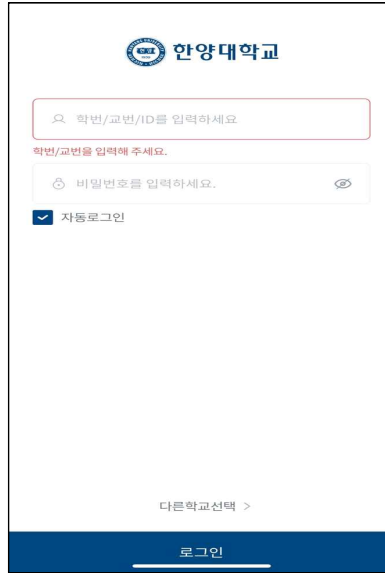 한양대학교
학번/교번/ID를 입력하세요
학번/교번을 입력해 주세요.
비밀번호를 입력하세요.
자동로그인
다른학교선택 >
로그인